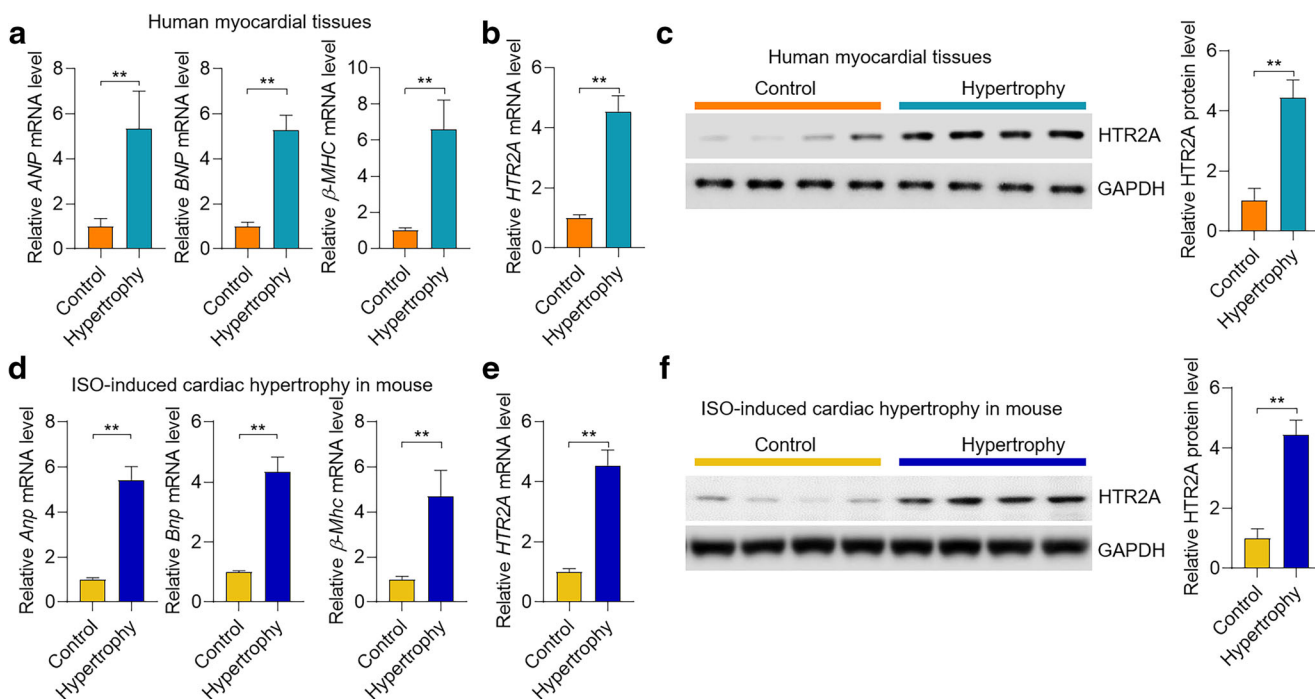 a
Human myocardial tissues
Relative ANP mRNA level
8
6
4
2
0
**
Control
Hypertrophy
Relative BNP mRNA level
8
6
4
2
0
**
Control
Hypertrophy
Relative β-MHC mRNA level
10
8
6
4
2
0
**
Control
Hypertrophy
b
Relative HTR2A mRNA level
6
4
2
0
**
Control
Hypertrophy
c
Human myocardial tissues
Control
Hypertrophy
HTR2A
GAPDH
Relative HTR2A protein level
6
4
2
0
**
Control
Hypertrophy
d
ISO-induced cardiac hypertrophy in mouse
Relative Anp mRNA level
8
6
4
2
0
**
Control
Hypertrophy
Relative Bnp mRNA level
6
4
2
0
**
Control
Hypertrophy
Relative β-Mhc mRNA level
8
6
4
2
0
**
Control
Hypertrophy
e
Relative HTR2A mRNA level
6
4
2
0
**
Control
Hypertrophy
f
ISO-induced cardiac hypertrophy in mouse
Control
Hypertrophy
HTR2A
GAPDH
Relative HTR2A protein level
6
4
2
0
**
Control
Hypertrophy